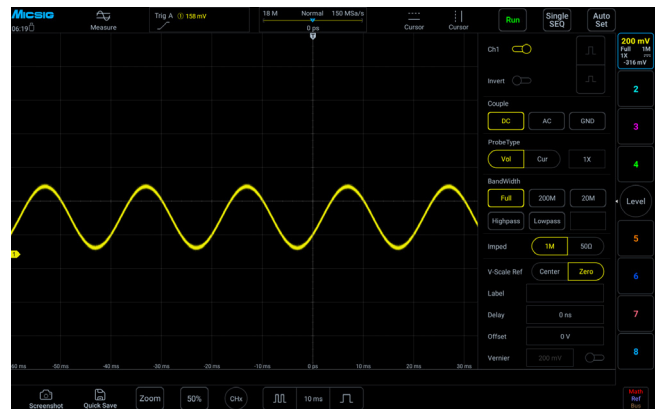 Micsig
06:19
Measure
Trig A ① 158 mV
18 M Normal 150 MSa/s
0 ps
Cursor
Cursor
Run
Single
SEQ
Auto
Set
Ch1
Invert
Couple
DC AC GND
ProbeType
Vol Cur 1X
BandWidth
Full 200M 20M
Highpass Lowpass
Imped 1M 50Ω
V-Scale Ref Center Zero
Label
Delay 0 ns
Offset 0 V
Vernier 200 mV
200 mV
Full 1M
1X
-316 mV
2
3
4
Level
5
6
7
8
1
-50 ms -40 ms -30 ms -20 ms -10 ms 0 ps 10 ms 20 ms 30 ms
Screenshot
Quick Save
Zoom
50%
CHx
10 ms
Math
Ref
Bus